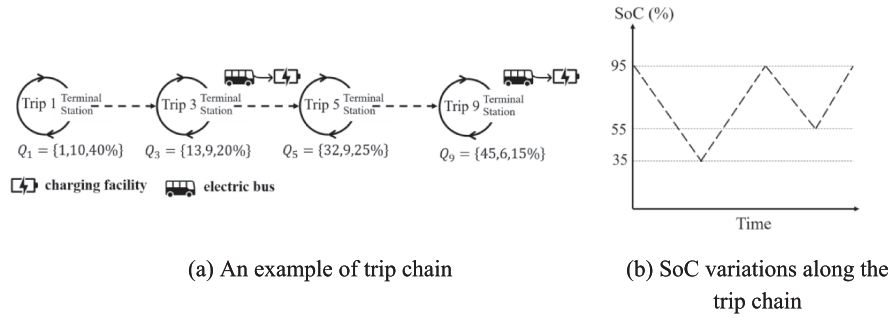 SoC (%)
95
55
35
Time
Trip 1 Terminal Station
Trip 3 Terminal Station
Trip 5 Terminal Station
Trip 9 Terminal Station
Q₁ = {1,10,40%}
Q₃ = {13,9,20%}
Q₅ = {32,9,25%}
Q₉ = {45,6,15%}
charging facility
electric bus
(a) An example of trip chain
(b) SoC variations along the
trip chain